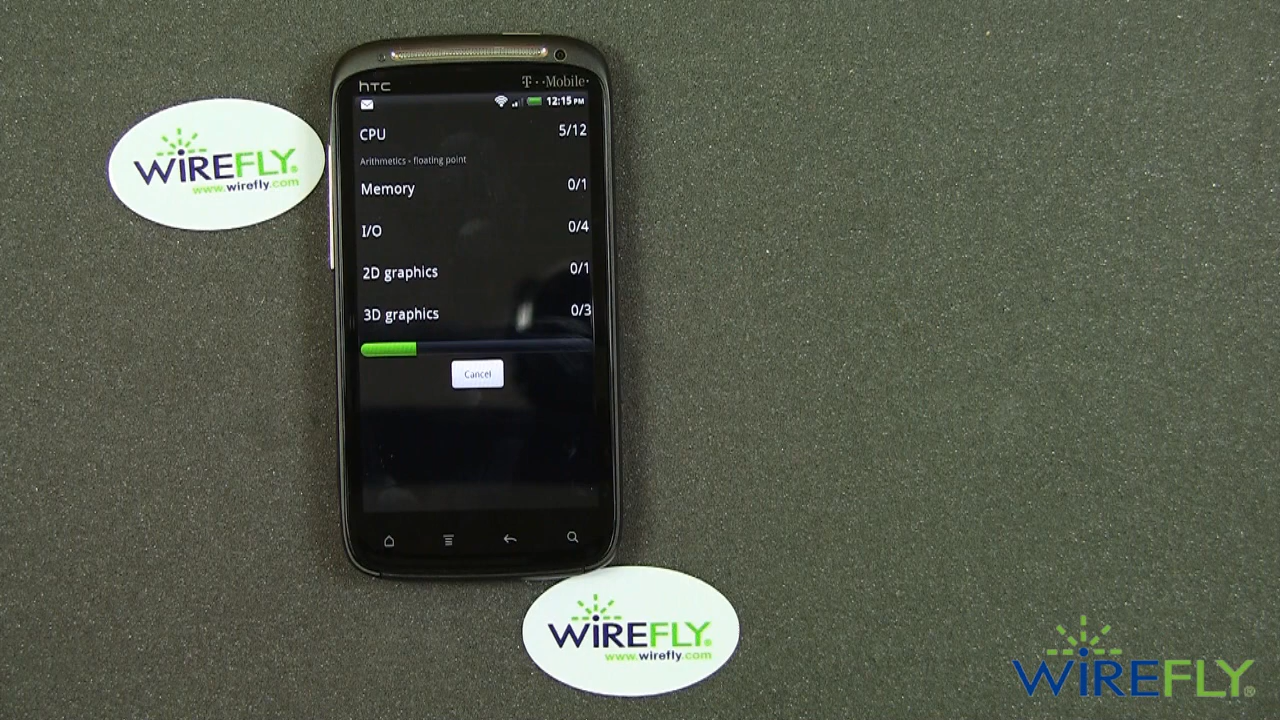 hTC
T··Mobile·
12:15 PM
CPU 5/12
Arithmetics - floating point
Memory 0/1
I/O 0/4
2D graphics 0/1
3D graphics 0/3
Cancel
WIREFLY®
www.wirefly.com
WIREFLY®
www.wirefly.com
WIREFLY®